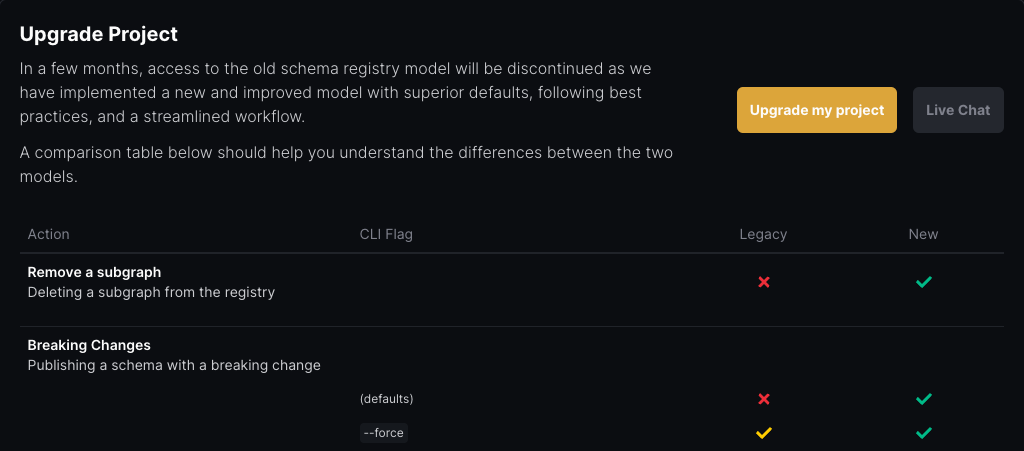 Upgrade Project
In a few months, access to the old schema registry model will be discontinued as we
have implemented a new and improved model with superior defaults, following best
practices, and a streamlined workflow.
Upgrade my project
Live Chat
A comparison table below should help you understand the differences between the two
models.
Action CLI Flag Legacy New
Remove a subgraph
Deleting a subgraph from the registry
Breaking Changes
Publishing a schema with a breaking change
(defaults)
--force